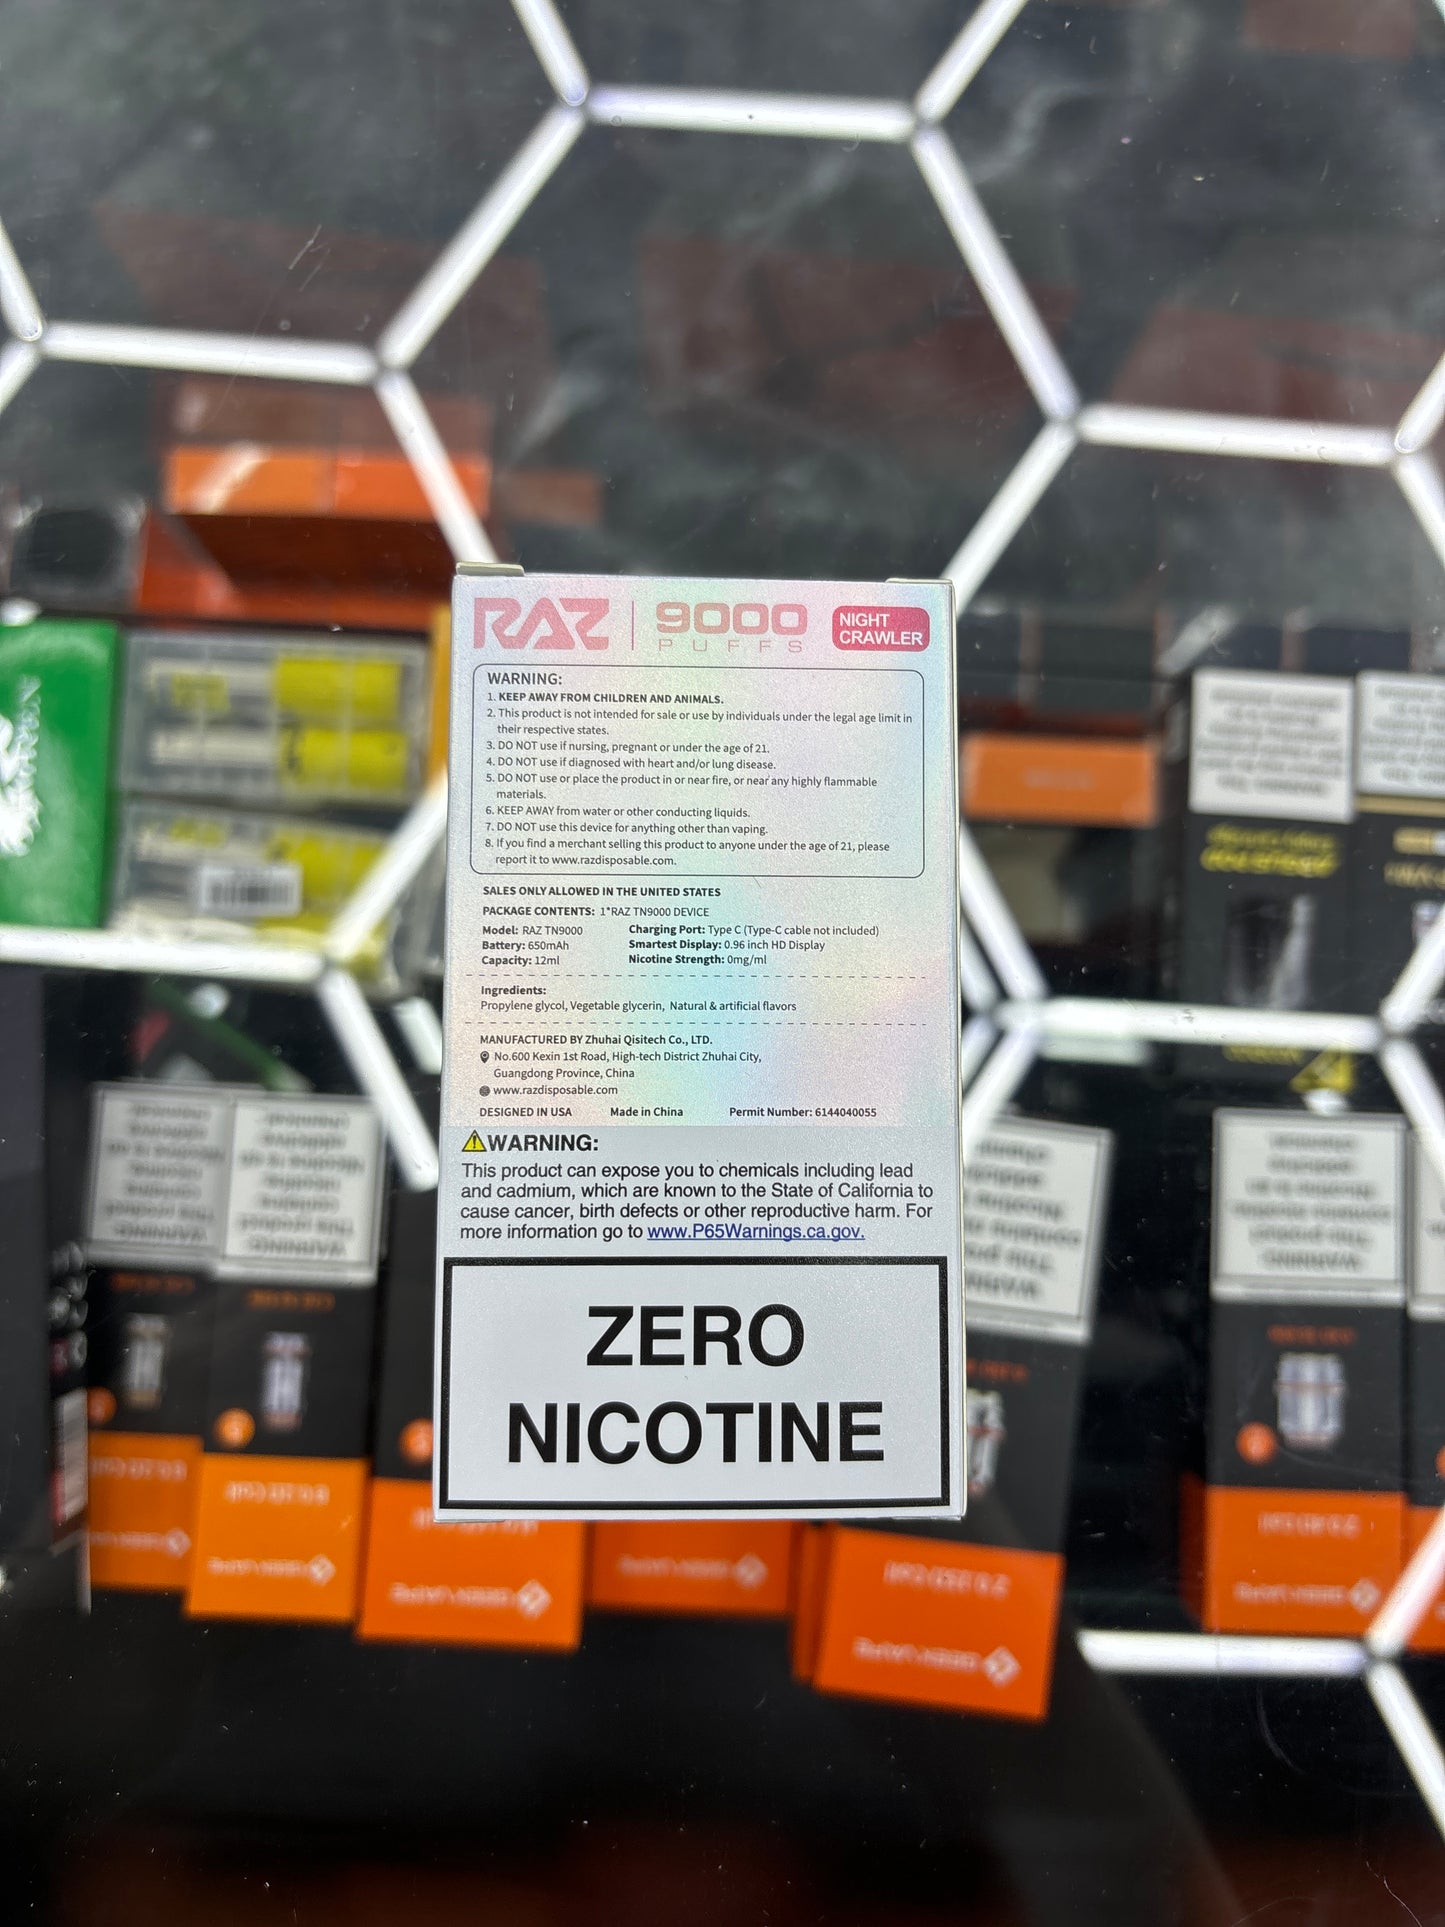 RAZ 9000 PUFFS NIGHT CRAWLER
WARNING:
1. KEEP AWAY FROM CHILDREN AND ANIMALS.
2. This product is not intended for sale or use by individuals under the legal age limit in
their respective states.
3. DO NOT use if nursing, pregnant or under the age of 21.
4. DO NOT use if diagnosed with heart and/or lung disease.
5. DO NOT use or place the product in or near fire, or near any highly flammable
materials.
6. KEEP AWAY from water or other conducting liquids.
7. DO NOT use this device for anything other than vaping.
8. If you find a merchant selling this product to anyone under the age of 21, please
report it to www.razdisposable.com.
SALES ONLY ALLOWED IN THE UNITED STATES
PACKAGE CONTENTS: 1*RAZ TN9000 DEVICE
Model: RAZ TN9000 Charging Port: Type C (Type-C cable not included)
Battery: 650mAh Smartest Display: 0.96 inch HD Display
Capacity: 12ml Nicotine Strength: 0mg/ml
Ingredients:
Propylene glycol, Vegetable glycerin, Natural & artificial flavors
MANUFACTURED BY Zhuhai Qisitech Co., LTD.
No.600 Kexin 1st Road, High-tech District Zhuhai City,
Guangdong Province, China
www.razdisposable.com
DESIGNED IN USA Made in China Permit Number: 6144040055
WARNING:
This product can expose you to chemicals including lead
and cadmium, which are known to the State of California to
cause cancer, birth defects or other reproductive harm. For
more information go to www.P65Warnings.ca.gov.
ZERO
NICOTINE